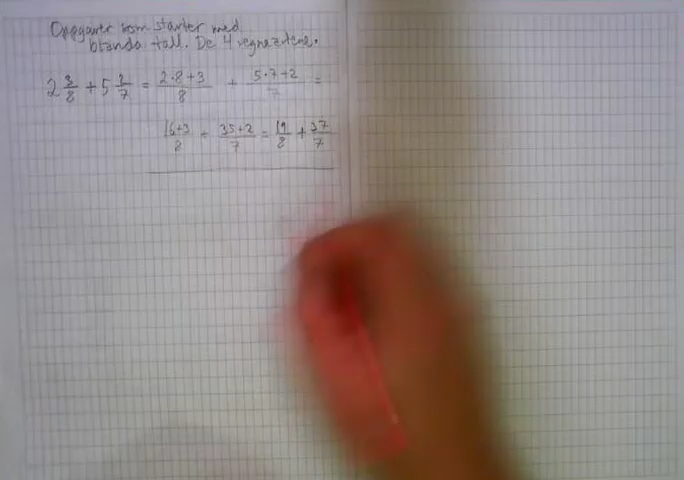 Oppgaver som starter med
blanda tall. De 4 regneartene.
2 3/8 + 5 2/7 = (2·8+3)/8 + (5·7+2)/7 =
(16+3)/8 + (35+2)/7 = 19/8 + 37/7